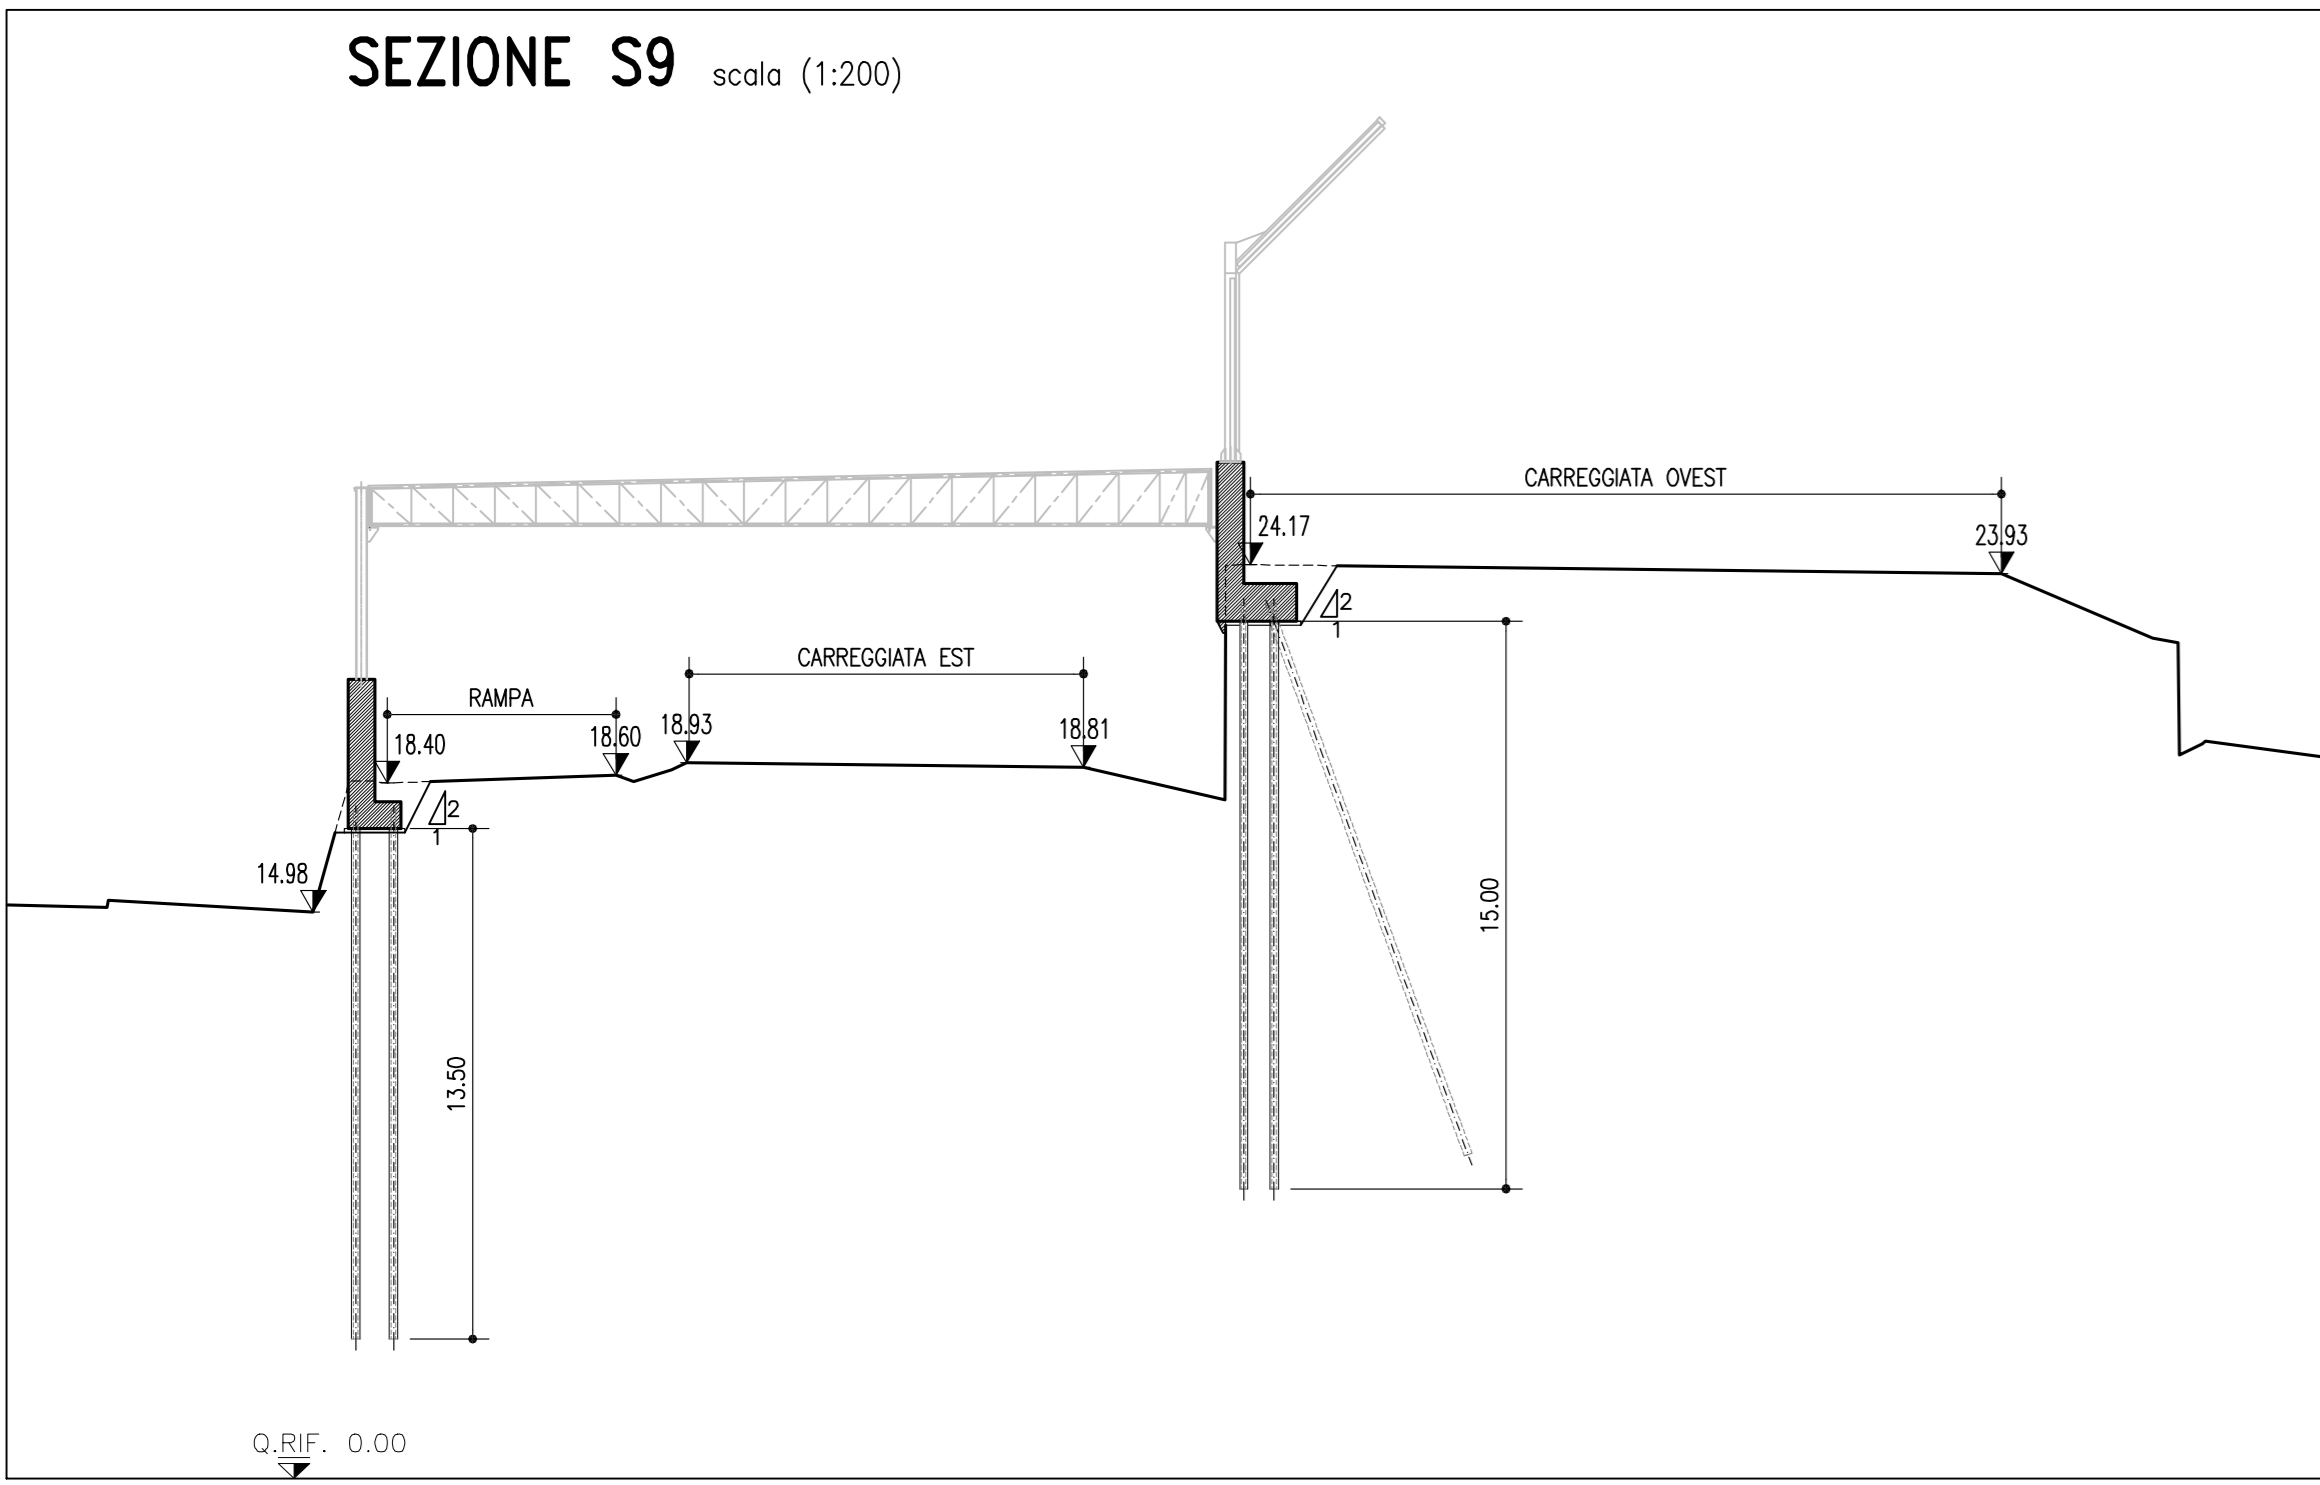 SEZIONE S9 scala (1:200)
CARREGGIATA OVEST
24.17
23.93
2
1
CARREGGIATA EST
RAMPA
18.93
18.81
18.60
18.40
2
1
14.98
15.00
13.50
Q.RIF. 0.00